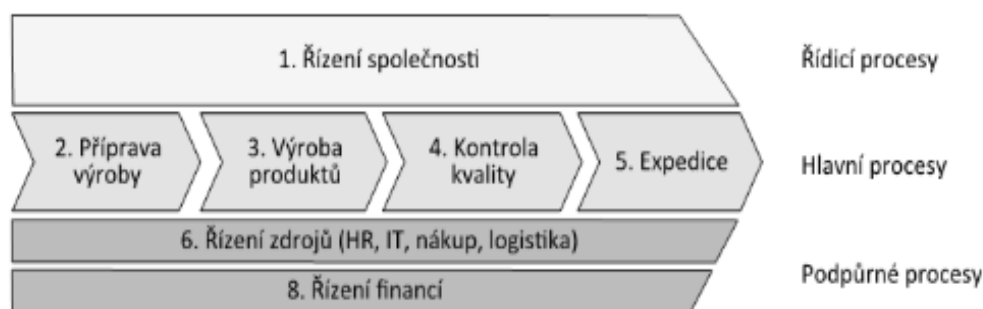 1. Řízení společnosti
Řídicí procesy
2. Příprava
výroby
3. Výroba
produktů
4. Kontrola
kvality
5. Expedice
Hlavní procesy
6. Řízení zdrojů (HR, IT, nákup, logistika)
8. Řízení financí
Podpůrné procesy